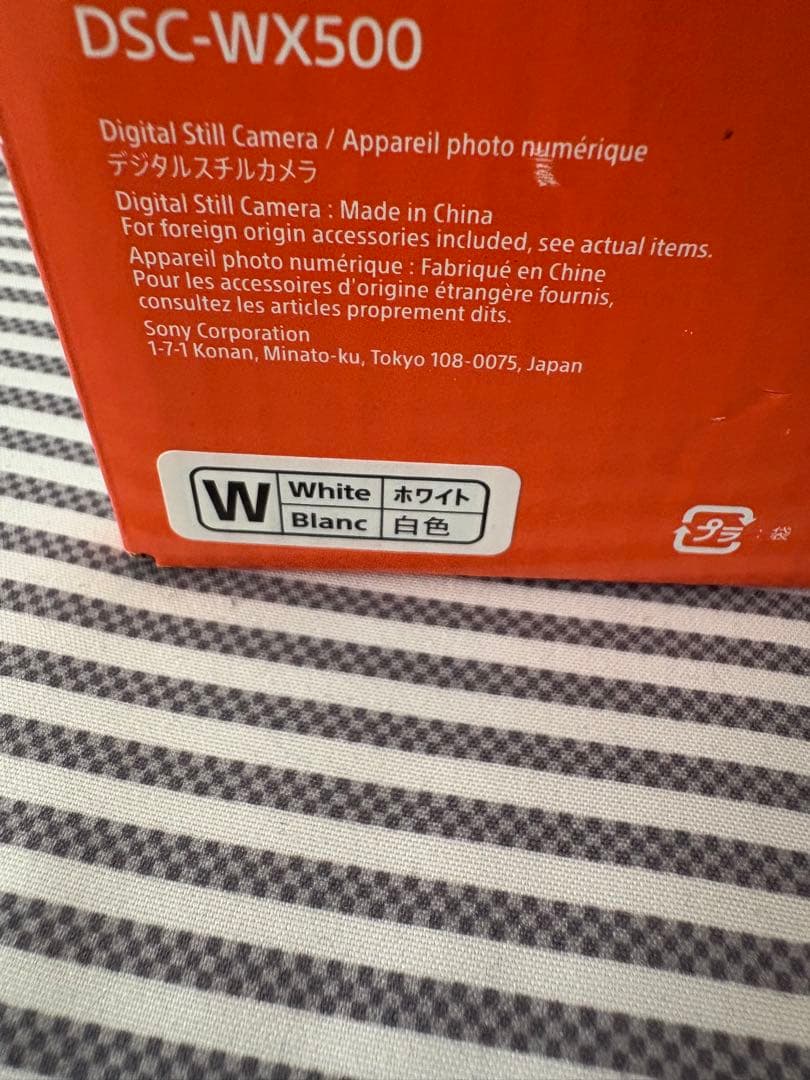 DSC-WX500
Digital Still Camera / Appareil photo numérique
デジタルスチルカメラ
Digital Still Camera : Made in China
For foreign origin accessories included, see actual items.
Appareil photo numérique : Fabriqué en Chine
Pour les accessoires d'origine étrangère fournis,
consultez les articles proprement dits.
Sony Corporation
1-7-1 Konan, Minato-ku, Tokyo 108-0075, Japan
W White ホワイト
Blanc 白色
プラ : 袋